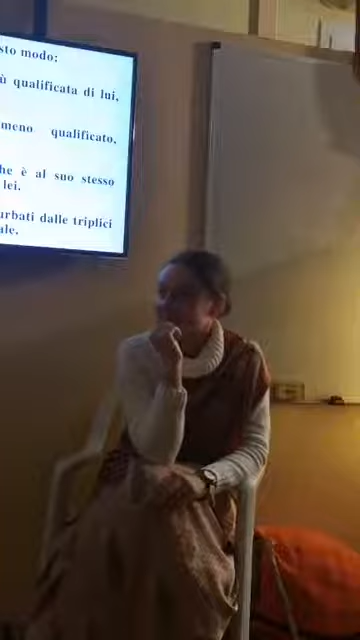 sto modo:
ù qualificata di lui,
meno qualificato,
he è al suo stesso
lei.
urbati dalle triplici
ale.